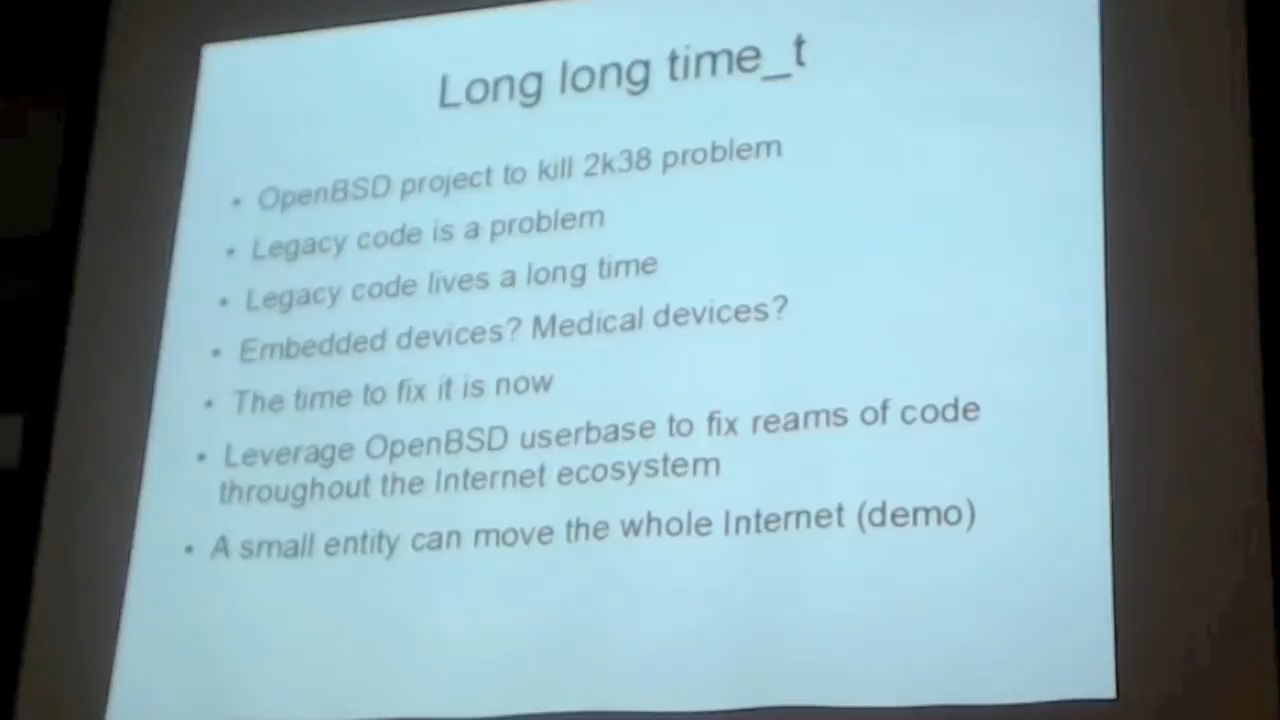 Long long time_t
• OpenBSD project to kill 2k38 problem
• Legacy code is a problem
• Legacy code lives a long time
• Embedded devices? Medical devices?
• The time to fix it is now
• Leverage OpenBSD userbase to fix reams of code
throughout the Internet ecosystem
• A small entity can move the whole Internet (demo)